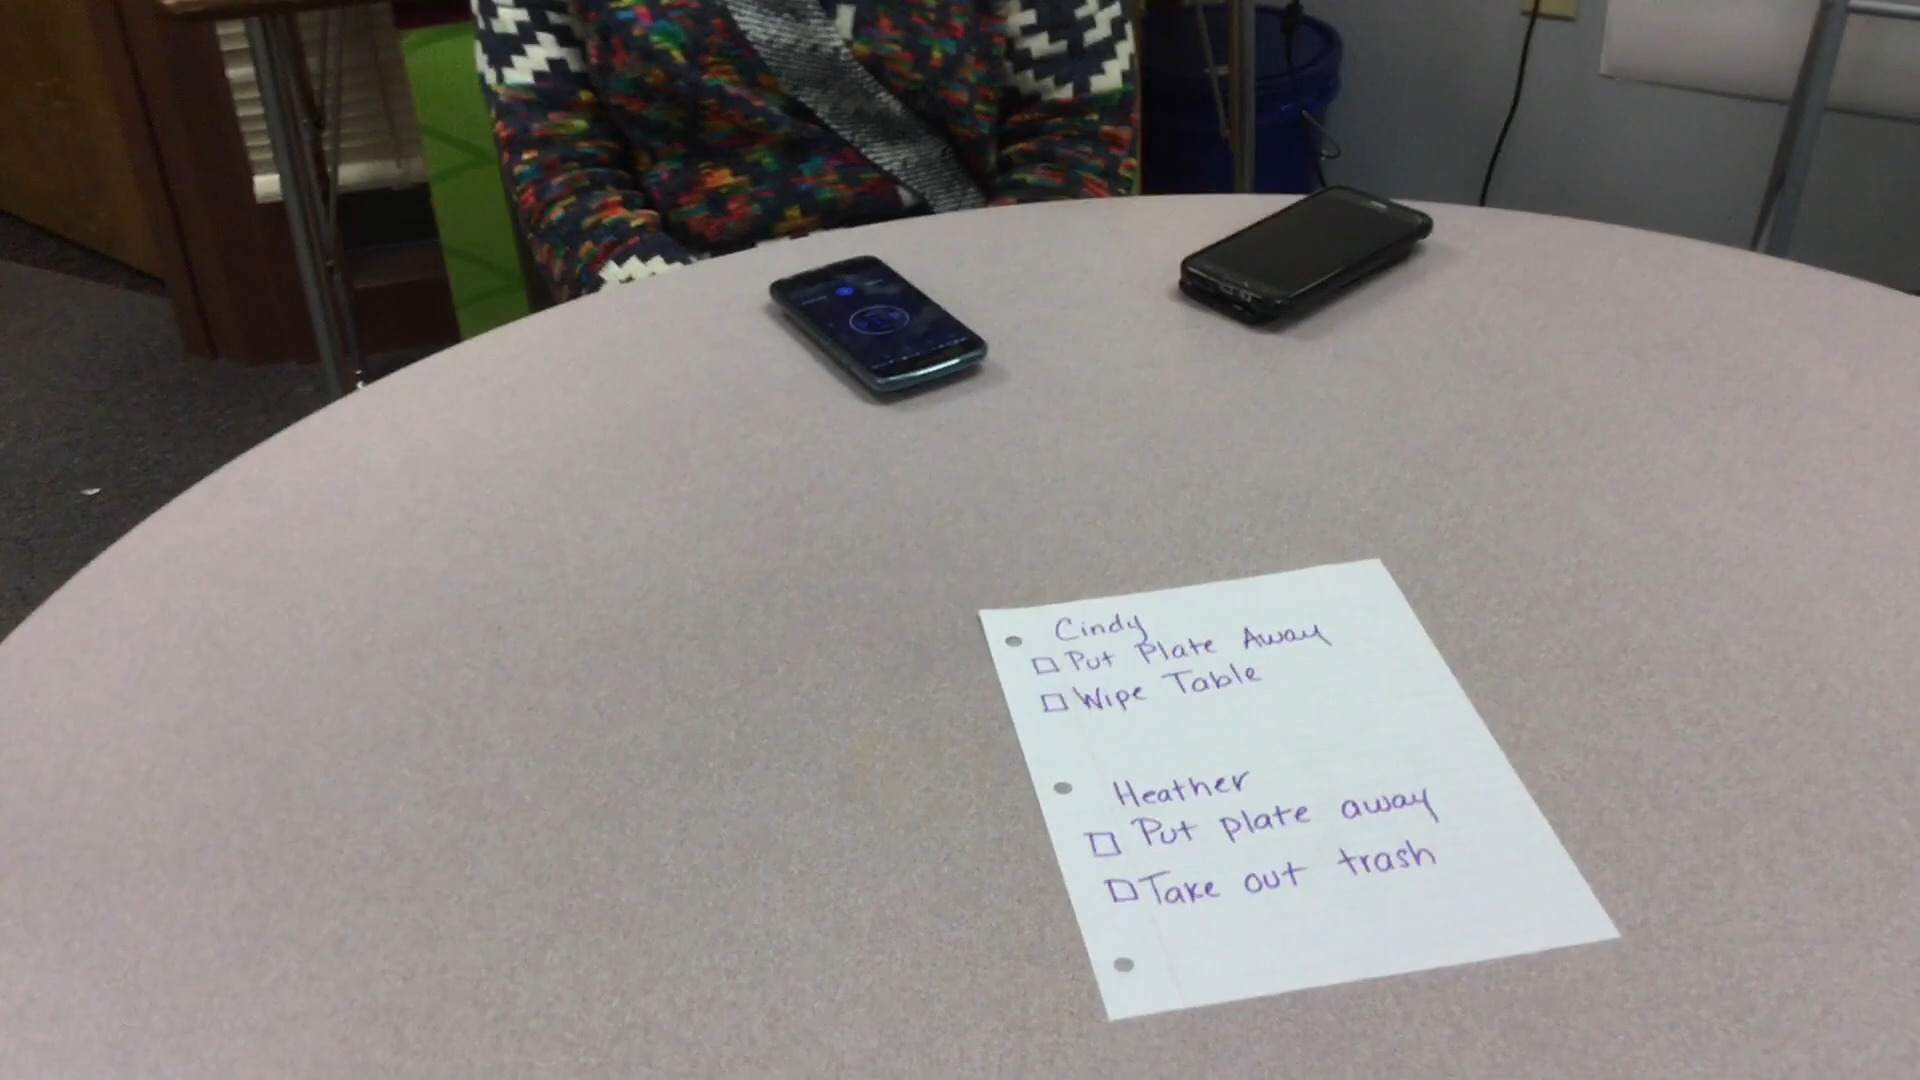 Cindy
Put Plate Away
Wipe Table
Heather
Put plate away
Take out trash